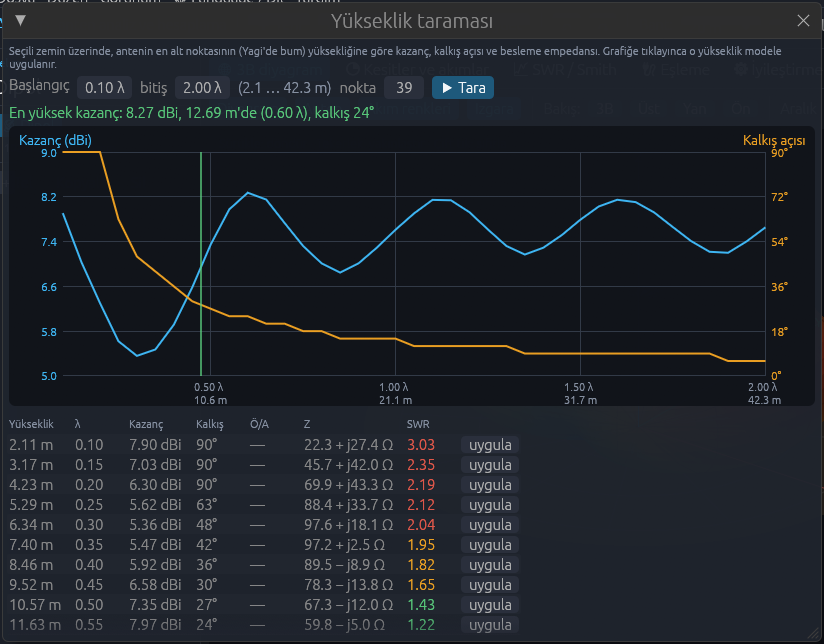 Yükseklik taraması
Seçili zemin üzerinde, antenin en alt noktasının (Yagi'de bum) yüksekliğine göre kazanç, kalkış açısı ve besleme empedansı. Grafiğe tıklayınca o yükseklik modele
uygulanır.
Başlangıç 0.10 λ bitiş 2.00 λ (2.1 … 42.3 m) nokta 39 ▶ Tara
En yüksek kazanç: 8.27 dBi, 12.69 m'de (0.60 λ), kalkış 24°
Kazanç (dBi) Kalkış açısı
9.0 90°
8.2 72°
7.4 54°
6.6 36°
5.8 18°
5.0 0°
0.50 λ 1.00 λ 1.50 λ 2.00 λ
10.6 m 21.1 m 31.7 m 42.3 m
Yükseklik λ Kazanç Kalkış Ö/A Z SWR
2.11 m 0.10 7.90 dBi 90° — 22.3 + j27.4 Ω 3.03 uygula
3.17 m 0.15 7.03 dBi 90° — 45.7 + j42.0 Ω 2.35 uygula
4.23 m 0.20 6.30 dBi 90° — 69.9 + j43.3 Ω 2.19 uygula
5.29 m 0.25 5.62 dBi 63° — 88.4 + j33.7 Ω 2.12 uygula
6.34 m 0.30 5.36 dBi 48° — 97.6 + j18.1 Ω 2.04 uygula
7.40 m 0.35 5.47 dBi 42° — 97.2 + j2.5 Ω 1.95 uygula
8.46 m 0.40 5.92 dBi 36° — 89.5 − j8.9 Ω 1.82 uygula
9.52 m 0.45 6.58 dBi 30° — 78.3 − j13.8 Ω 1.65 uygula
10.57 m 0.50 7.35 dBi 27° — 67.3 − j12.0 Ω 1.43 uygula
11.63 m 0.55 7.97 dBi 24° — 59.8 − j5.0 Ω 1.22 uygula